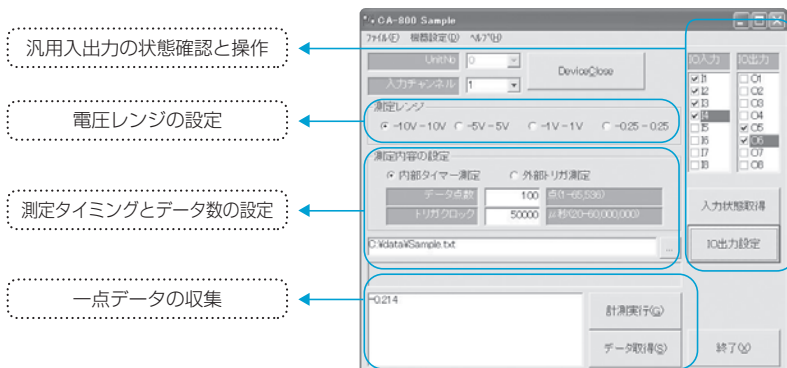 汎用入出力の状態確認と操作
電圧レンジの設定
測定タイミングとデータ数の設定
一点データの収集
CA-800 Sample
ファイル(F) 機器設定(D) ヘルプ(H)
UnitNo 0
入力チャンネル 1
DeviceClose
測定レンジ
-10V - 10V -5V - 5V -1V - 1V -0.25 - 0.25
測定内容の設定
内部タイマー測定 外部トリガ測定
データ点数 100 点(1-65,536)
トリガクロック 50000 μ秒(20-60,000,000)
C:¥data¥Sample.txt ...
-0.214
計測実行(G)
データ取得(S)
IO入力 IO出力
I1 O1
I2 O2
I3 O3
I4 O4
I5 O5
I6 O6
I7 O7
I8 O8
入力状態取得
IO出力設定
終了(X)